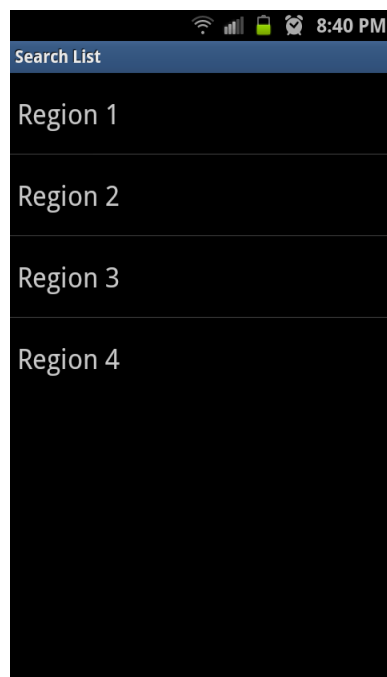 8:40 PM
Search List
Region 1
Region 2
Region 3
Region 4